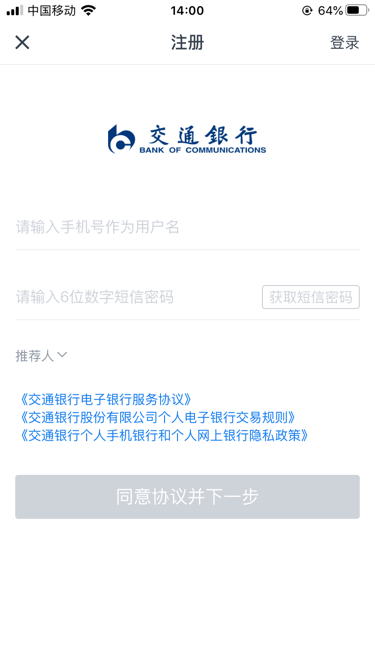 中国移动 14:00 64%
注册 登录
交通銀行
BANK OF COMMUNICATIONS
请输入手机号作为用户名
请输入6位数字短信密码 获取短信密码
推荐人
《交通银行电子银行服务协议》
《交通银行股份有限公司个人电子银行交易规则》
《交通银行个人手机银行和个人网上银行隐私政策》
同意协议并下一步